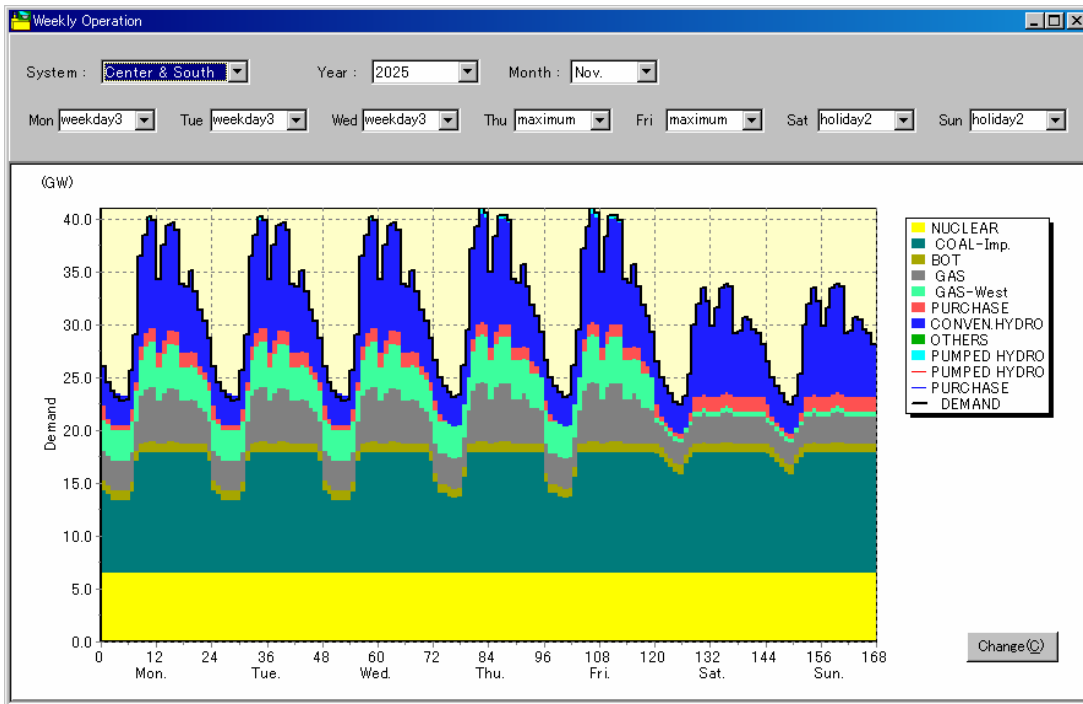 Weekly Operation
System : Center & South Year : 2025 Month : Nov.
Mon weekday3 Tue weekday3 Wed weekday3 Thu maximum Fri maximum Sat holiday2 Sun holiday2
(GW)
40.0
35.0
30.0
25.0
20.0
15.0
10.0
5.0
0.0
Demand
0 12 24 36 48 60 72 84 96 108 120 132 144 156 168
Mon. Tue. Wed. Thu. Fri. Sat. Sun.
NUCLEAR
COAL-Imp.
BOT
GAS
GAS-West
PURCHASE
CONVEN.HYDRO
OTHERS
PUMPED HYDRO
PUMPED HYDRO
PURCHASE
DEMAND
Change(C)